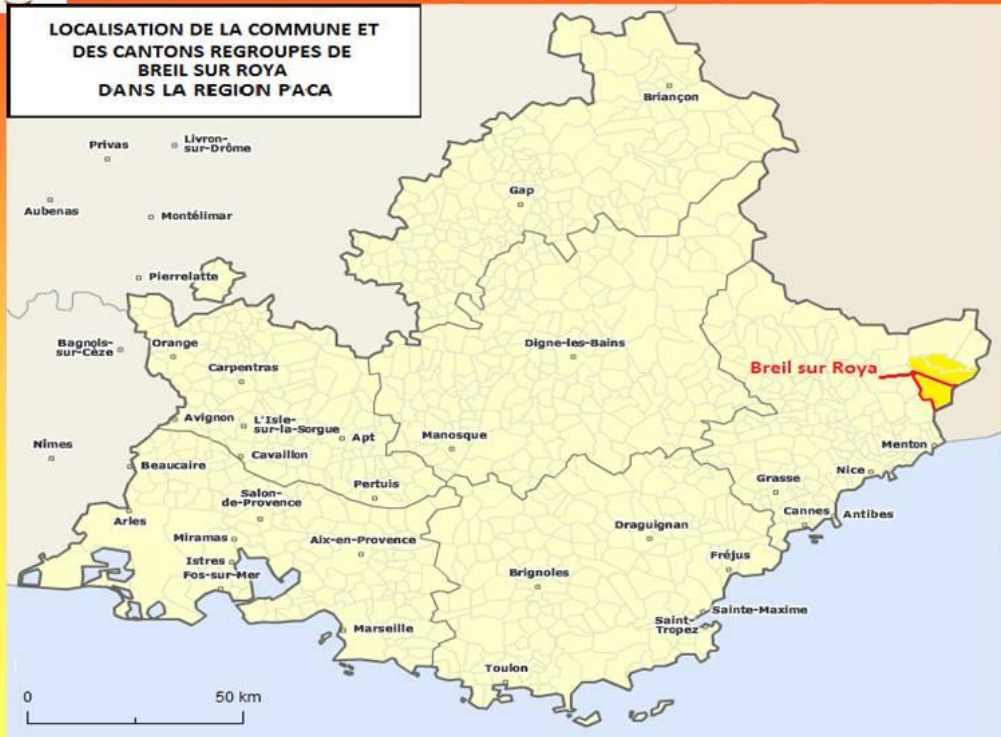 LOCALISATION DE LA COMMUNE ET
DES CANTONS REGROUPES DE
BREIL SUR ROYA
DANS LA REGION PACA
Briançon
Privas
Livron-
sur-Drôme
Gap
Aubenas
Montélimar
Pierrelatte
Bagnols-
sur-Cèze
Orange
Digne-les-Bains
Carpentras
Breil sur Roya
Avignon
L'Isle-
sur-la-Sorgue
Apt
Manosque
Nîmes
Menton
Cavaillon
Beaucaire
Nice
Pertuis
Grasse
Salon-
de-Provence
Cannes
Antibes
Arles
Draguignan
Miramas
Aix-en-Provence
Istres
Fréjus
Fos-sur-Mer
Brignoles
Sainte-Maxime
Saint-
Tropez
Marseille
Toulon
0
50 km